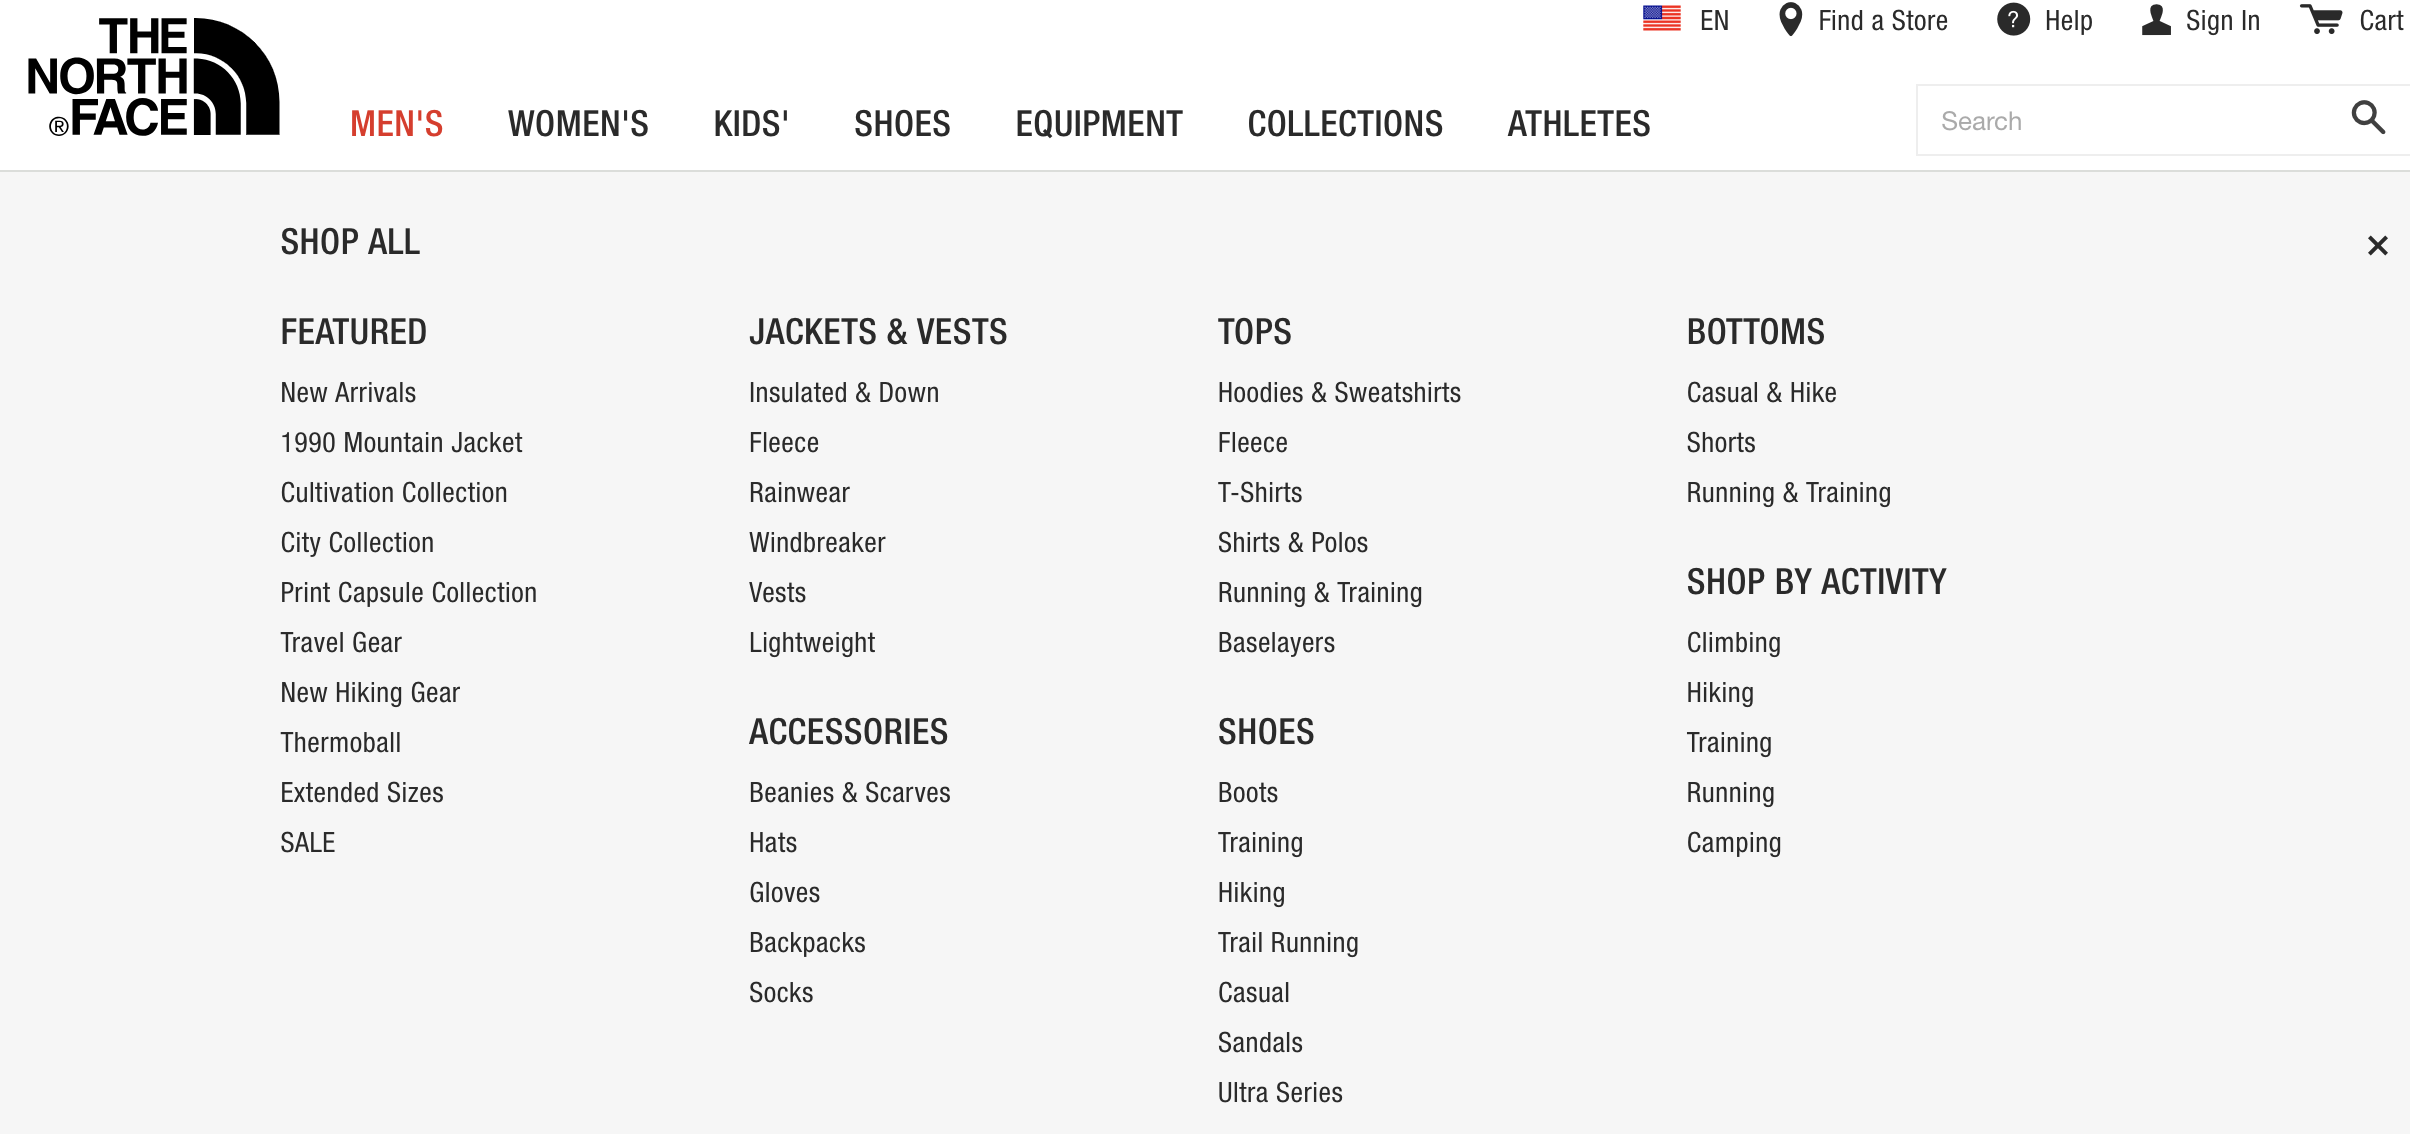 THE
NORTH
®FACE
EN
Find a Store
? Help
Sign In
Cart
MEN'S
WOMEN'S
KIDS'
SHOES
EQUIPMENT
COLLECTIONS
ATHLETES
Search
SHOP ALL
×
FEATURED
New Arrivals
1990 Mountain Jacket
Cultivation Collection
City Collection
Print Capsule Collection
Travel Gear
New Hiking Gear
Thermoball
Extended Sizes
SALE
JACKETS & VESTS
Insulated & Down
Fleece
Rainwear
Windbreaker
Vests
Lightweight
ACCESSORIES
Beanies & Scarves
Hats
Gloves
Backpacks
Socks
TOPS
Hoodies & Sweatshirts
Fleece
T-Shirts
Shirts & Polos
Running & Training
Baselayers
SHOES
Boots
Training
Hiking
Trail Running
Casual
Sandals
Ultra Series
BOTTOMS
Casual & Hike
Shorts
Running & Training
SHOP BY ACTIVITY
Climbing
Hiking
Training
Running
Camping